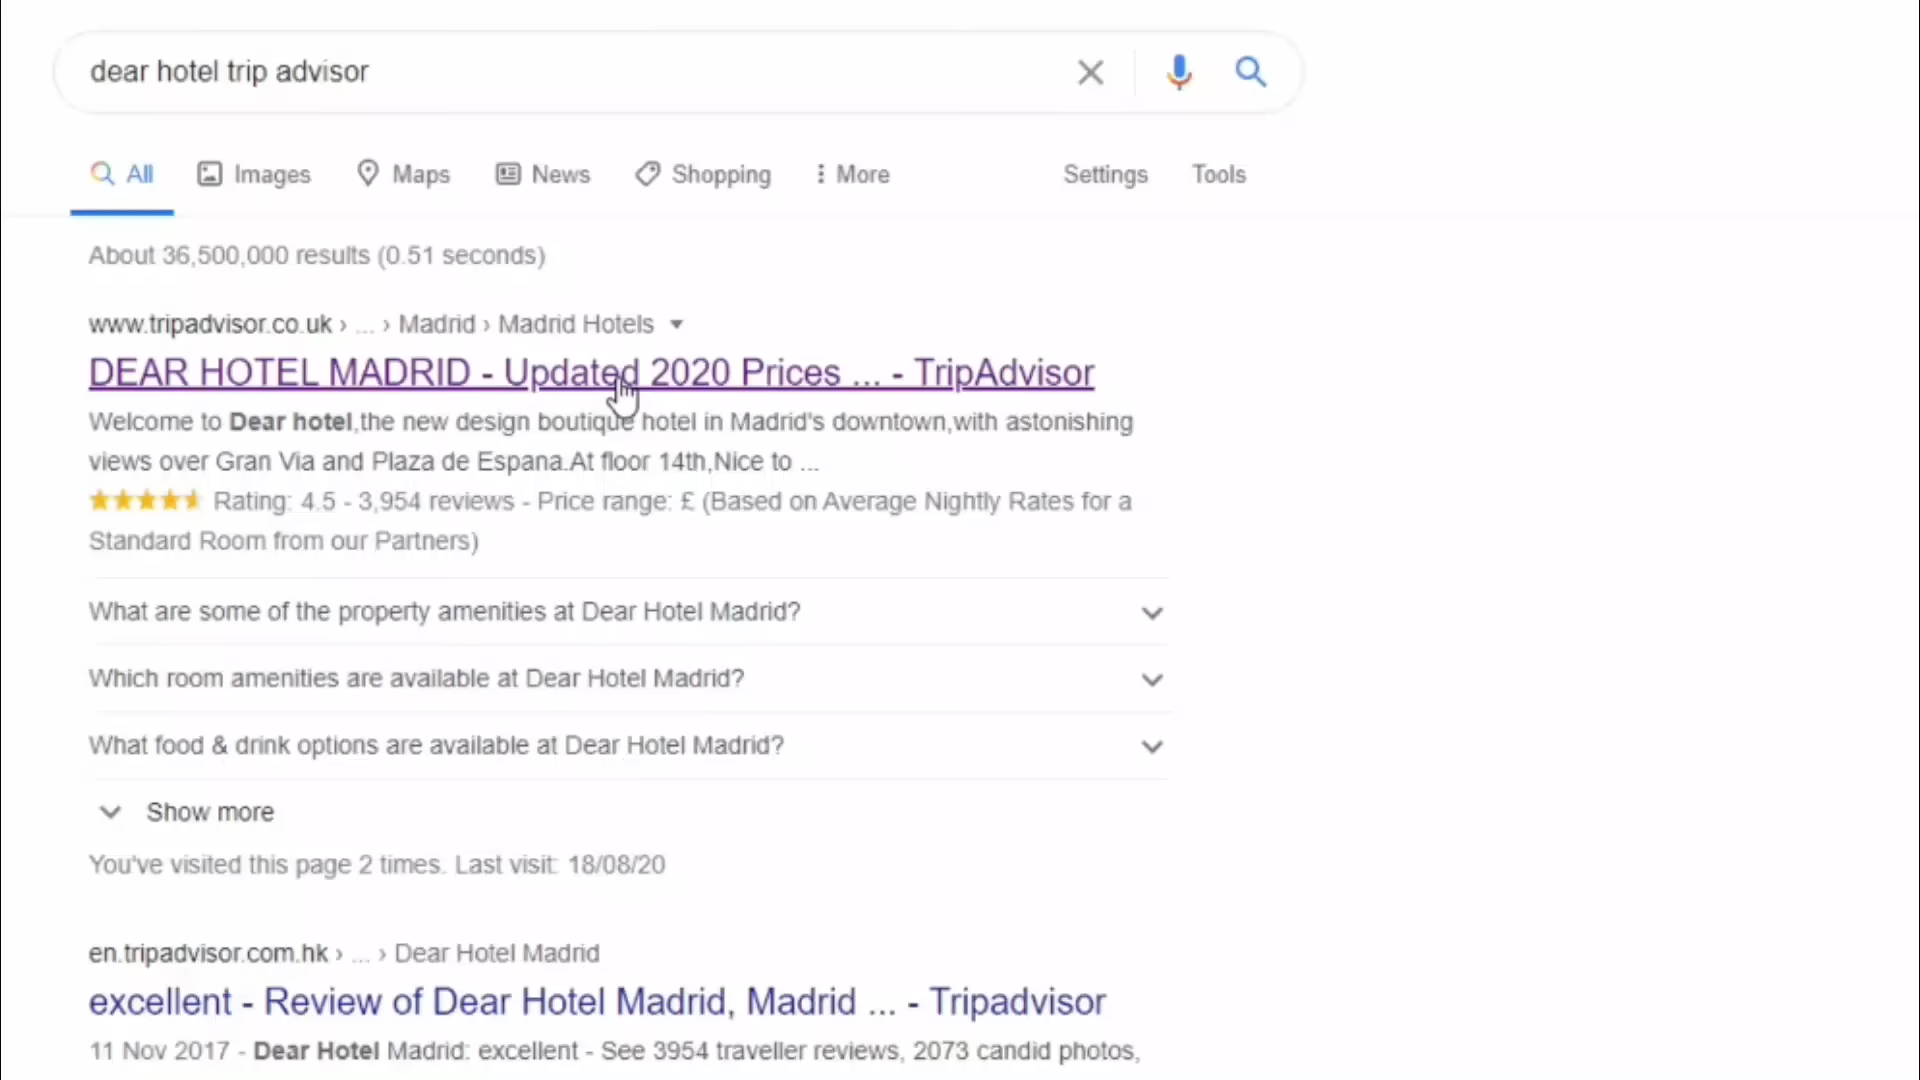 dear hotel trip advisor
All Images Maps News Shopping More Settings Tools
About 36,500,000 results (0.51 seconds)
www.tripadvisor.co.uk › ... › Madrid › Madrid Hotels
DEAR HOTEL MADRID - Updated 2020 Prices ... - TripAdvisor
Welcome to Dear hotel,the new design boutique hotel in Madrid's downtown,with astonishing
views over Gran Via and Plaza de Espana.At floor 14th,Nice to ...
Rating: 4.5 - 3,954 reviews - Price range: £ (Based on Average Nightly Rates for a
Standard Room from our Partners)
What are some of the property amenities at Dear Hotel Madrid?
Which room amenities are available at Dear Hotel Madrid?
What food & drink options are available at Dear Hotel Madrid?
Show more
You've visited this page 2 times. Last visit: 18/08/20
en.tripadvisor.com.hk › ... › Dear Hotel Madrid
excellent - Review of Dear Hotel Madrid, Madrid ... - Tripadvisor
11 Nov 2017 - Dear Hotel Madrid: excellent - See 3954 traveller reviews, 2073 candid photos,